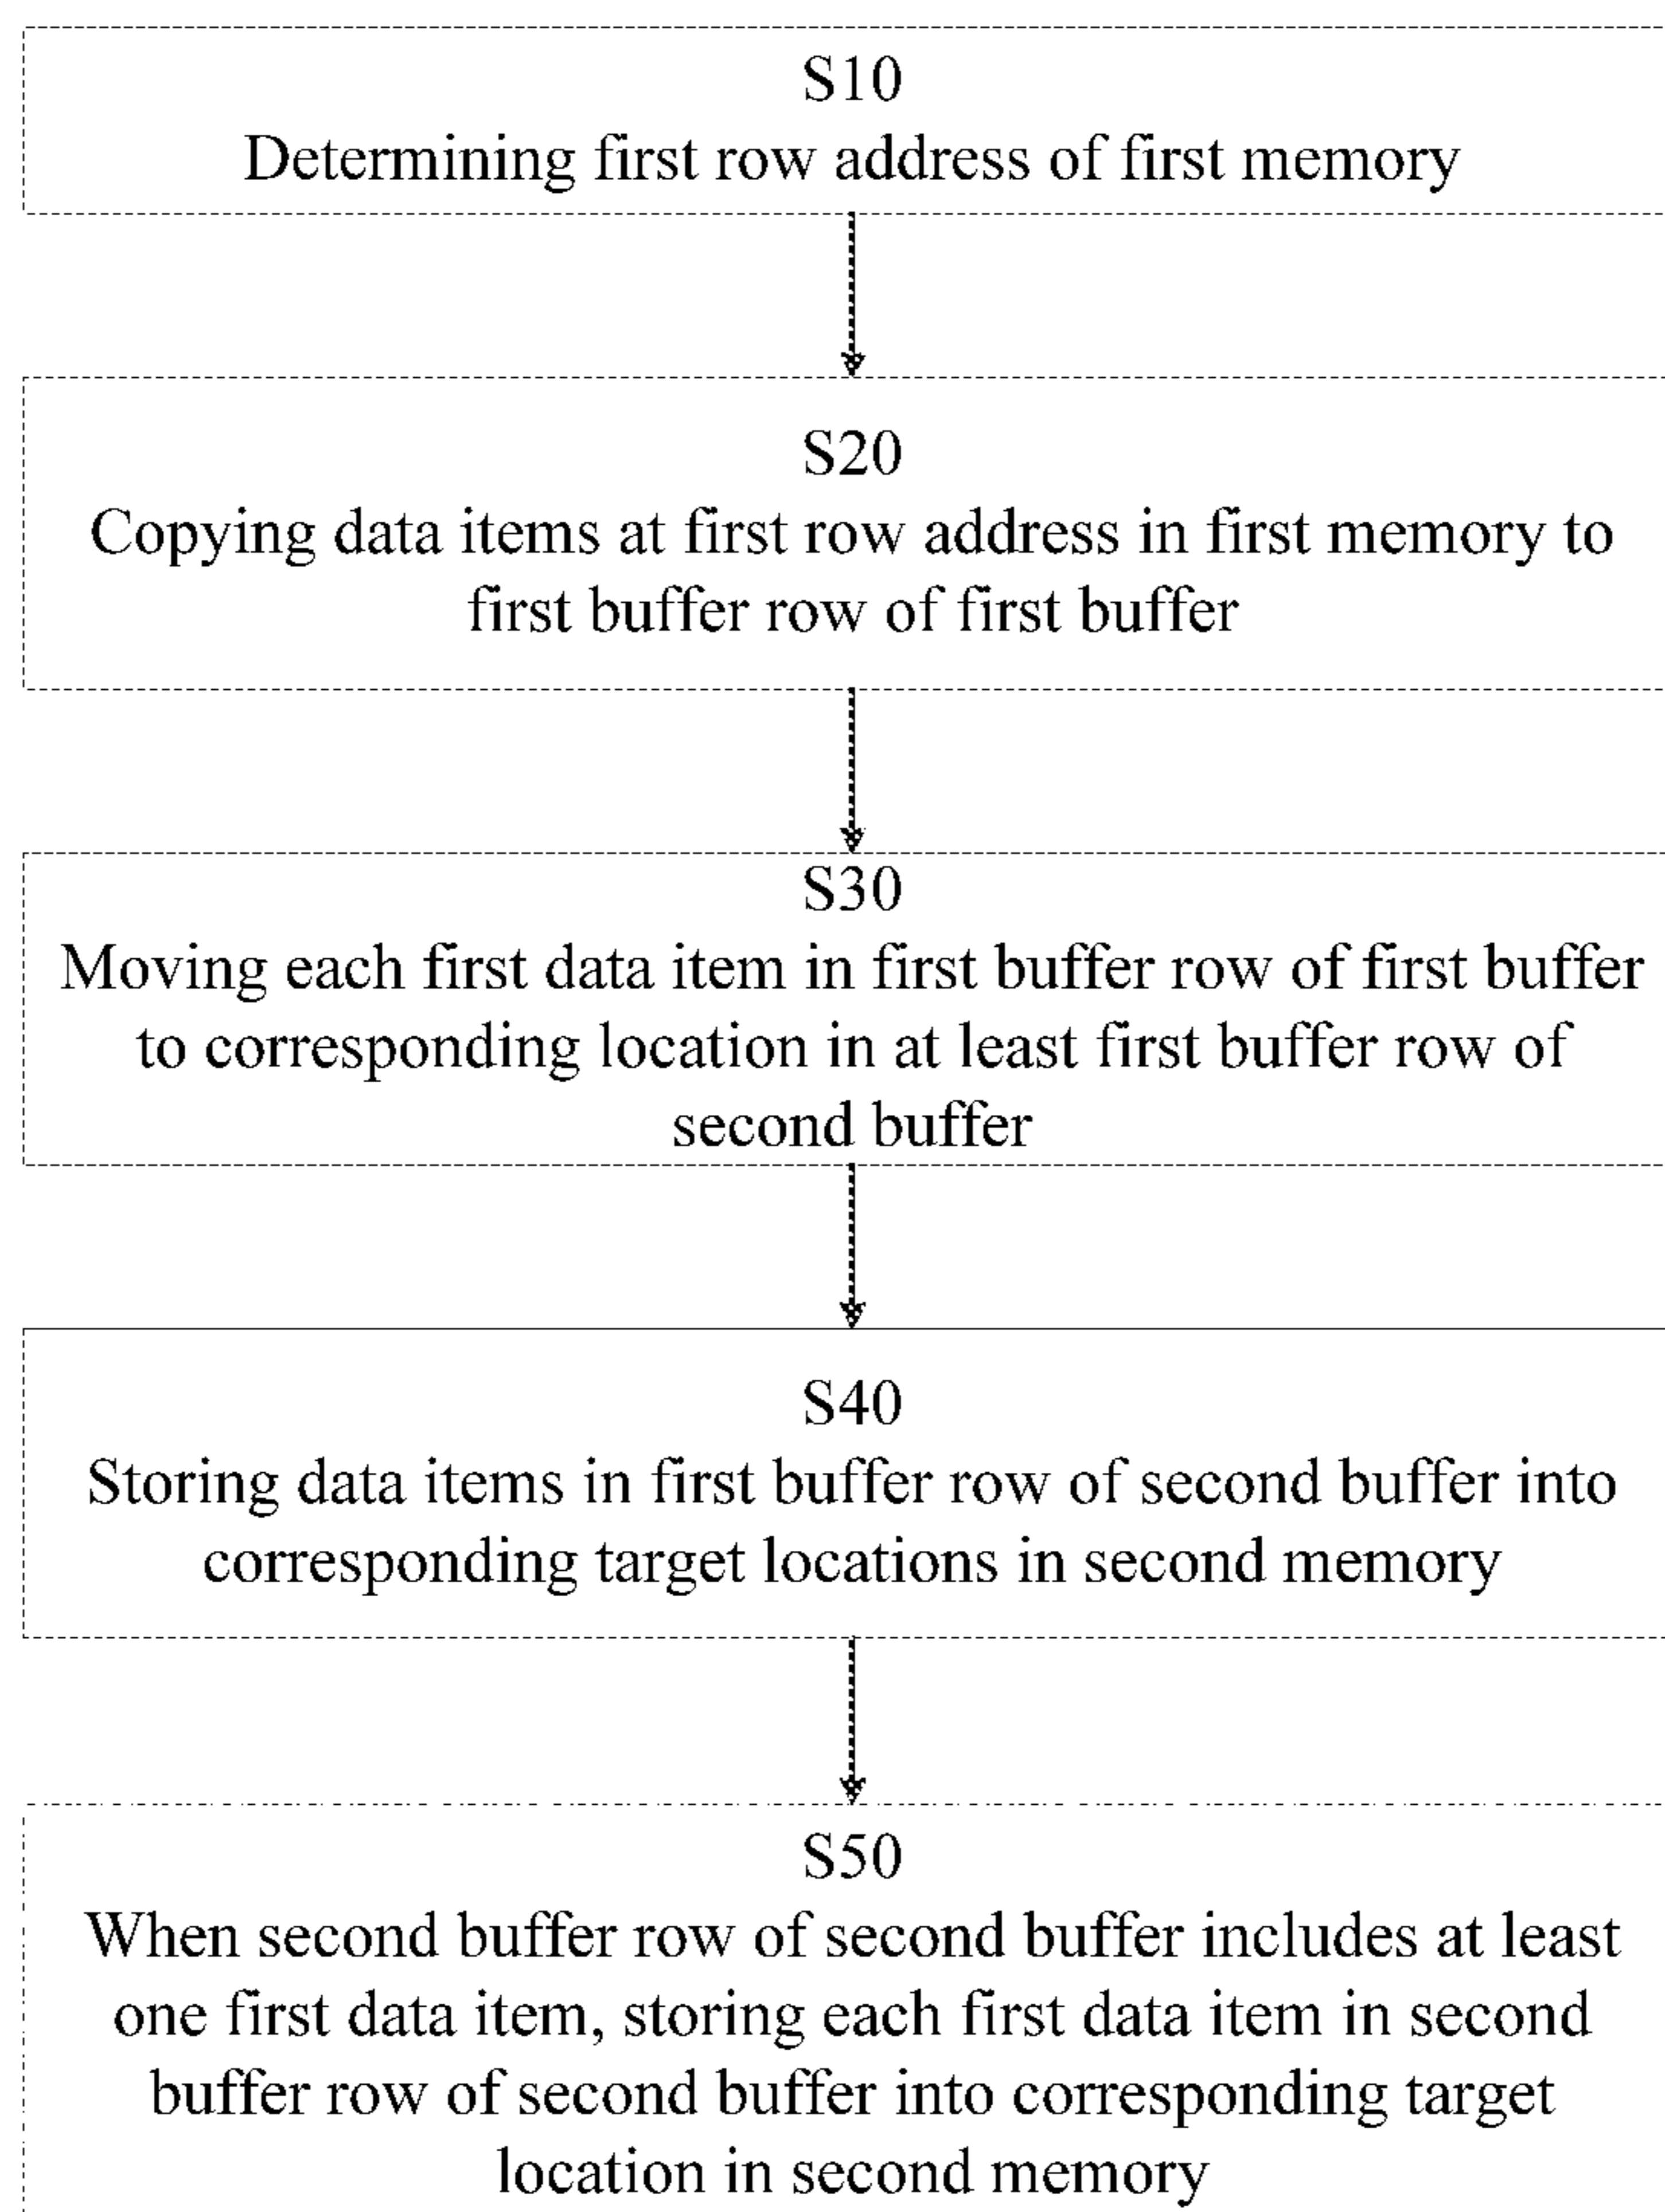 S10
Determining first row address of first memory
S20
Copying data items at first row address in first memory to
first buffer row of first buffer
S30
Moving each first data item in first buffer row of first buffer
to corresponding location in at least first buffer row of
second buffer
S40
Storing data items in first buffer row of second buffer into
corresponding target locations in second memory
S50
When second buffer row of second buffer includes at least
one first data item, storing each first data item in second
buffer row of second buffer into corresponding target
location in second memory